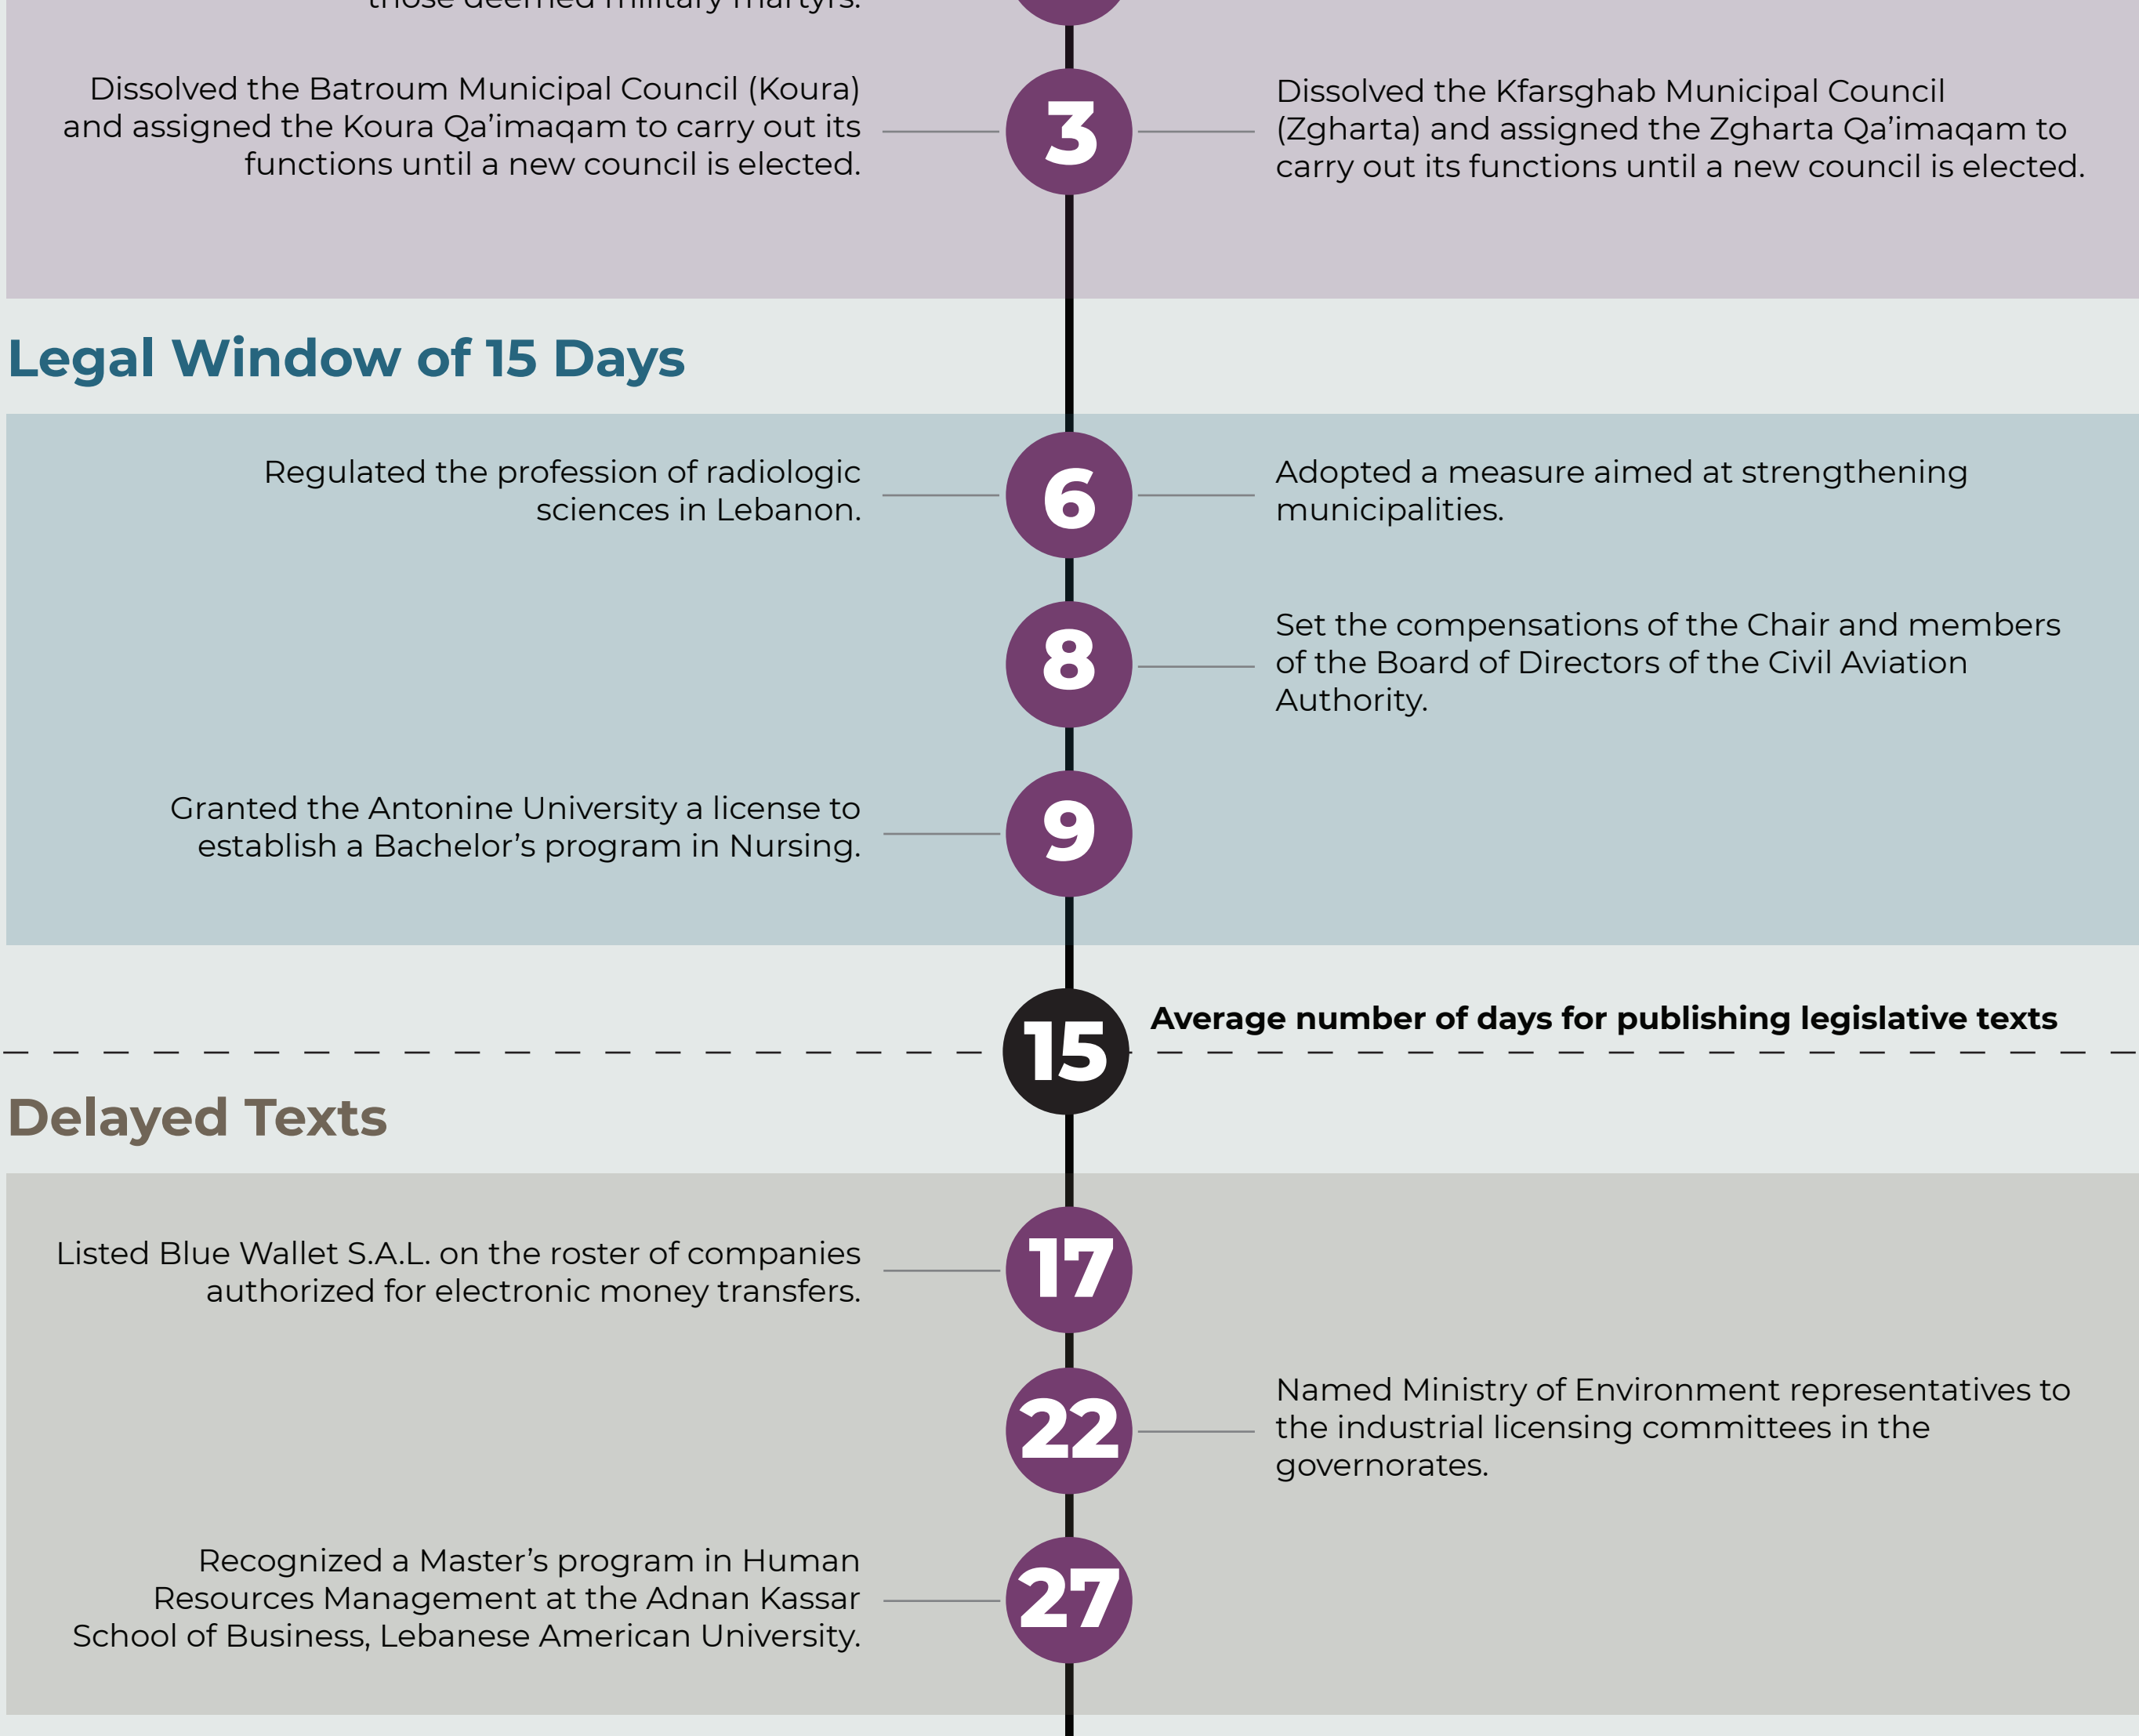 those deemed military martyrs.
Dissolved the Batroum Municipal Council (Koura)
and assigned the Koura Qa’imaqam to carry out its
functions until a new council is elected.
3
Dissolved the Kfarsghab Municipal Council
(Zgharta) and assigned the Zgharta Qa’imaqam to
carry out its functions until a new council is elected.
Legal Window of 15 Days
Regulated the profession of radiologic
sciences in Lebanon.
6
Adopted a measure aimed at strengthening
municipalities.
8
Set the compensations of the Chair and members
of the Board of Directors of the Civil Aviation
Authority.
Granted the Antonine University a license to
establish a Bachelor’s program in Nursing.
9
15
Average number of days for publishing legislative texts
Delayed Texts
Listed Blue Wallet S.A.L. on the roster of companies
authorized for electronic money transfers.
17
22
Named Ministry of Environment representatives to
the industrial licensing committees in the
governorates.
Recognized a Master’s program in Human
Resources Management at the Adnan Kassar
School of Business, Lebanese American University.
27